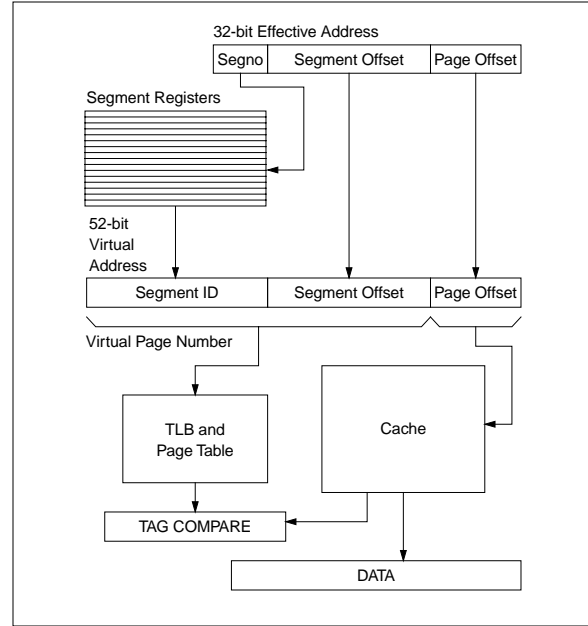 32-bit Effective Address
Segno Segment Offset Page Offset
Segment Registers
52-bit
Virtual
Address
Segment ID Segment Offset Page Offset
Virtual Page Number
TLB and
Page Table
Cache
TAG COMPARE
DATA